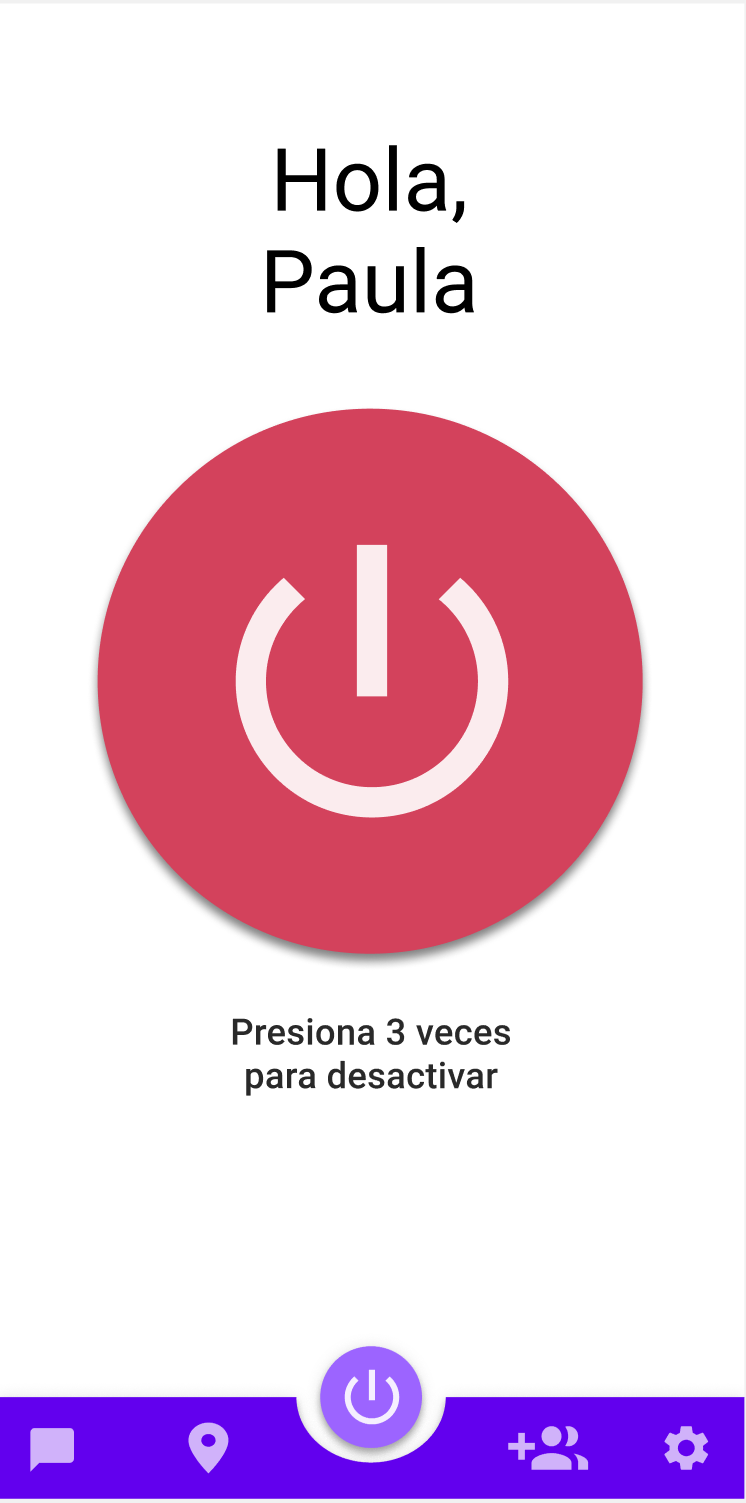 Hola,
Paula
Presiona 3 veces
para desactivar